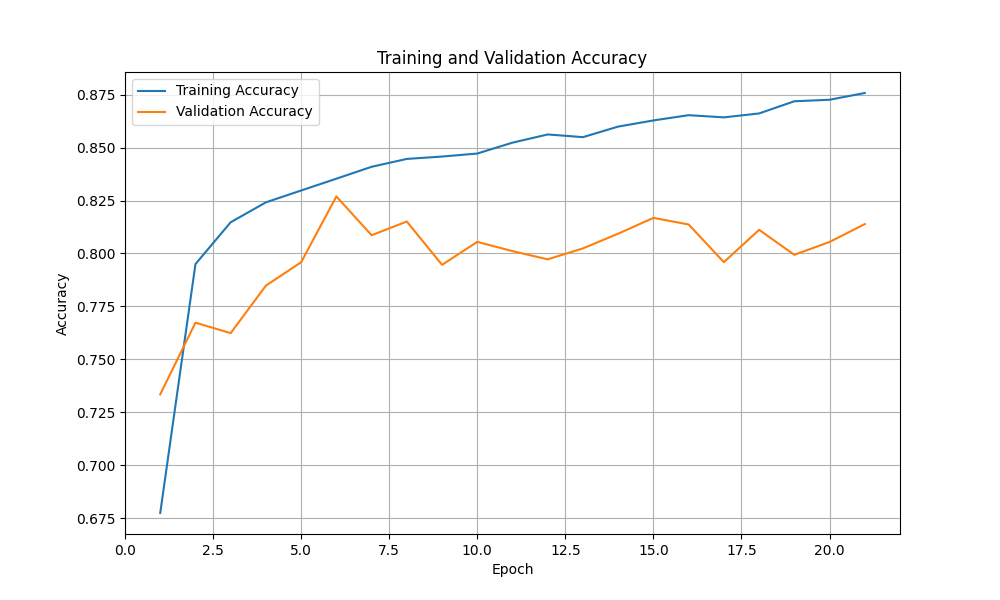 Training and Validation Accuracy
Training Accuracy
Validation Accuracy
0.875
0.850
0.825
0.800
0.775
0.750
0.725
0.700
0.675
Accuracy
0.0 2.5 5.0 7.5 10.0 12.5 15.0 17.5 20.0
Epoch